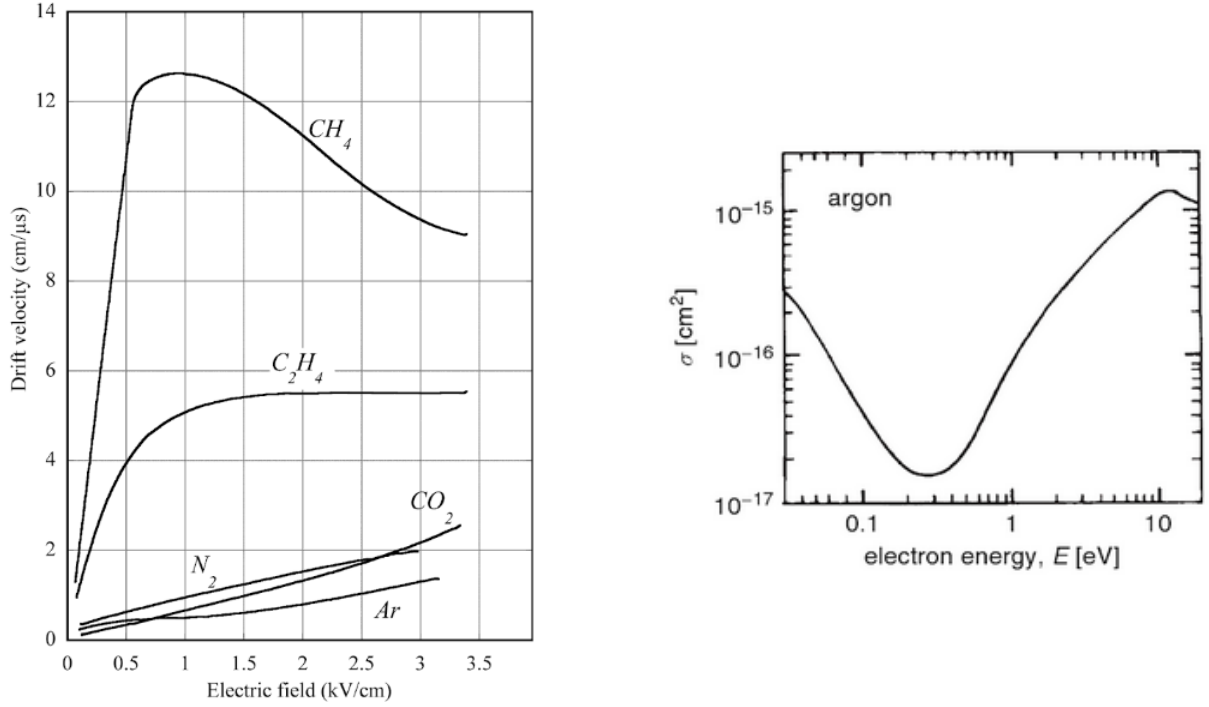 14
12
10
8
6
4
2
0
Drift velocity (cm/μs)
CH₄
C₂H₄
CO₂
N₂
Ar
0 0.5 1 1.5 2 2.5 3 3.5
Electric field (kV/cm)
argon
10⁻¹⁵
10⁻¹⁶
10⁻¹⁷
σ [cm²]
0.1 1 10
electron energy, E [eV]